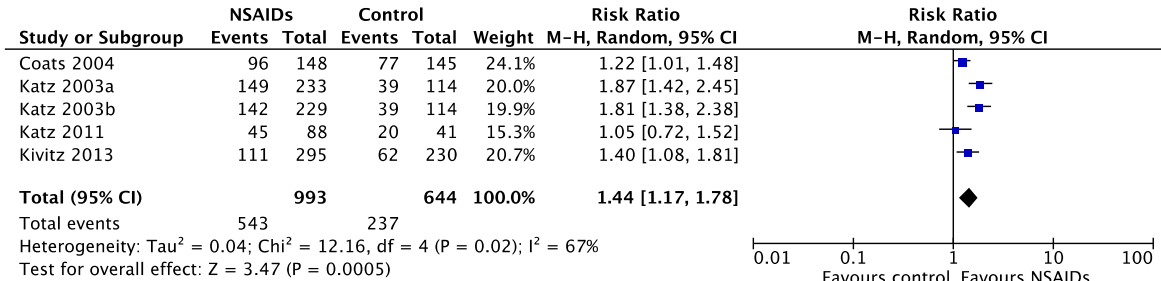 NSAIDs Control Risk Ratio Risk Ratio
Study or Subgroup Events Total Events Total Weight M-H, Random, 95% CI M-H, Random, 95% CI
Coats 2004 96 148 77 145 24.1% 1.22 [1.01, 1.48]
Katz 2003a 149 233 39 114 20.0% 1.87 [1.42, 2.45]
Katz 2003b 142 229 39 114 19.9% 1.81 [1.38, 2.38]
Katz 2011 45 88 20 41 15.3% 1.05 [0.72, 1.52]
Kivitz 2013 111 295 62 230 20.7% 1.40 [1.08, 1.81]
Total (95% CI) 993 644 100.0% 1.44 [1.17, 1.78]
Total events 543 237
Heterogeneity: Tau² = 0.04; Chi² = 12.16, df = 4 (P = 0.02); I² = 67%
Test for overall effect: Z = 3.47 (P = 0.0005)
0.01 0.1 1 10 100
Favours control Favours NSAIDs